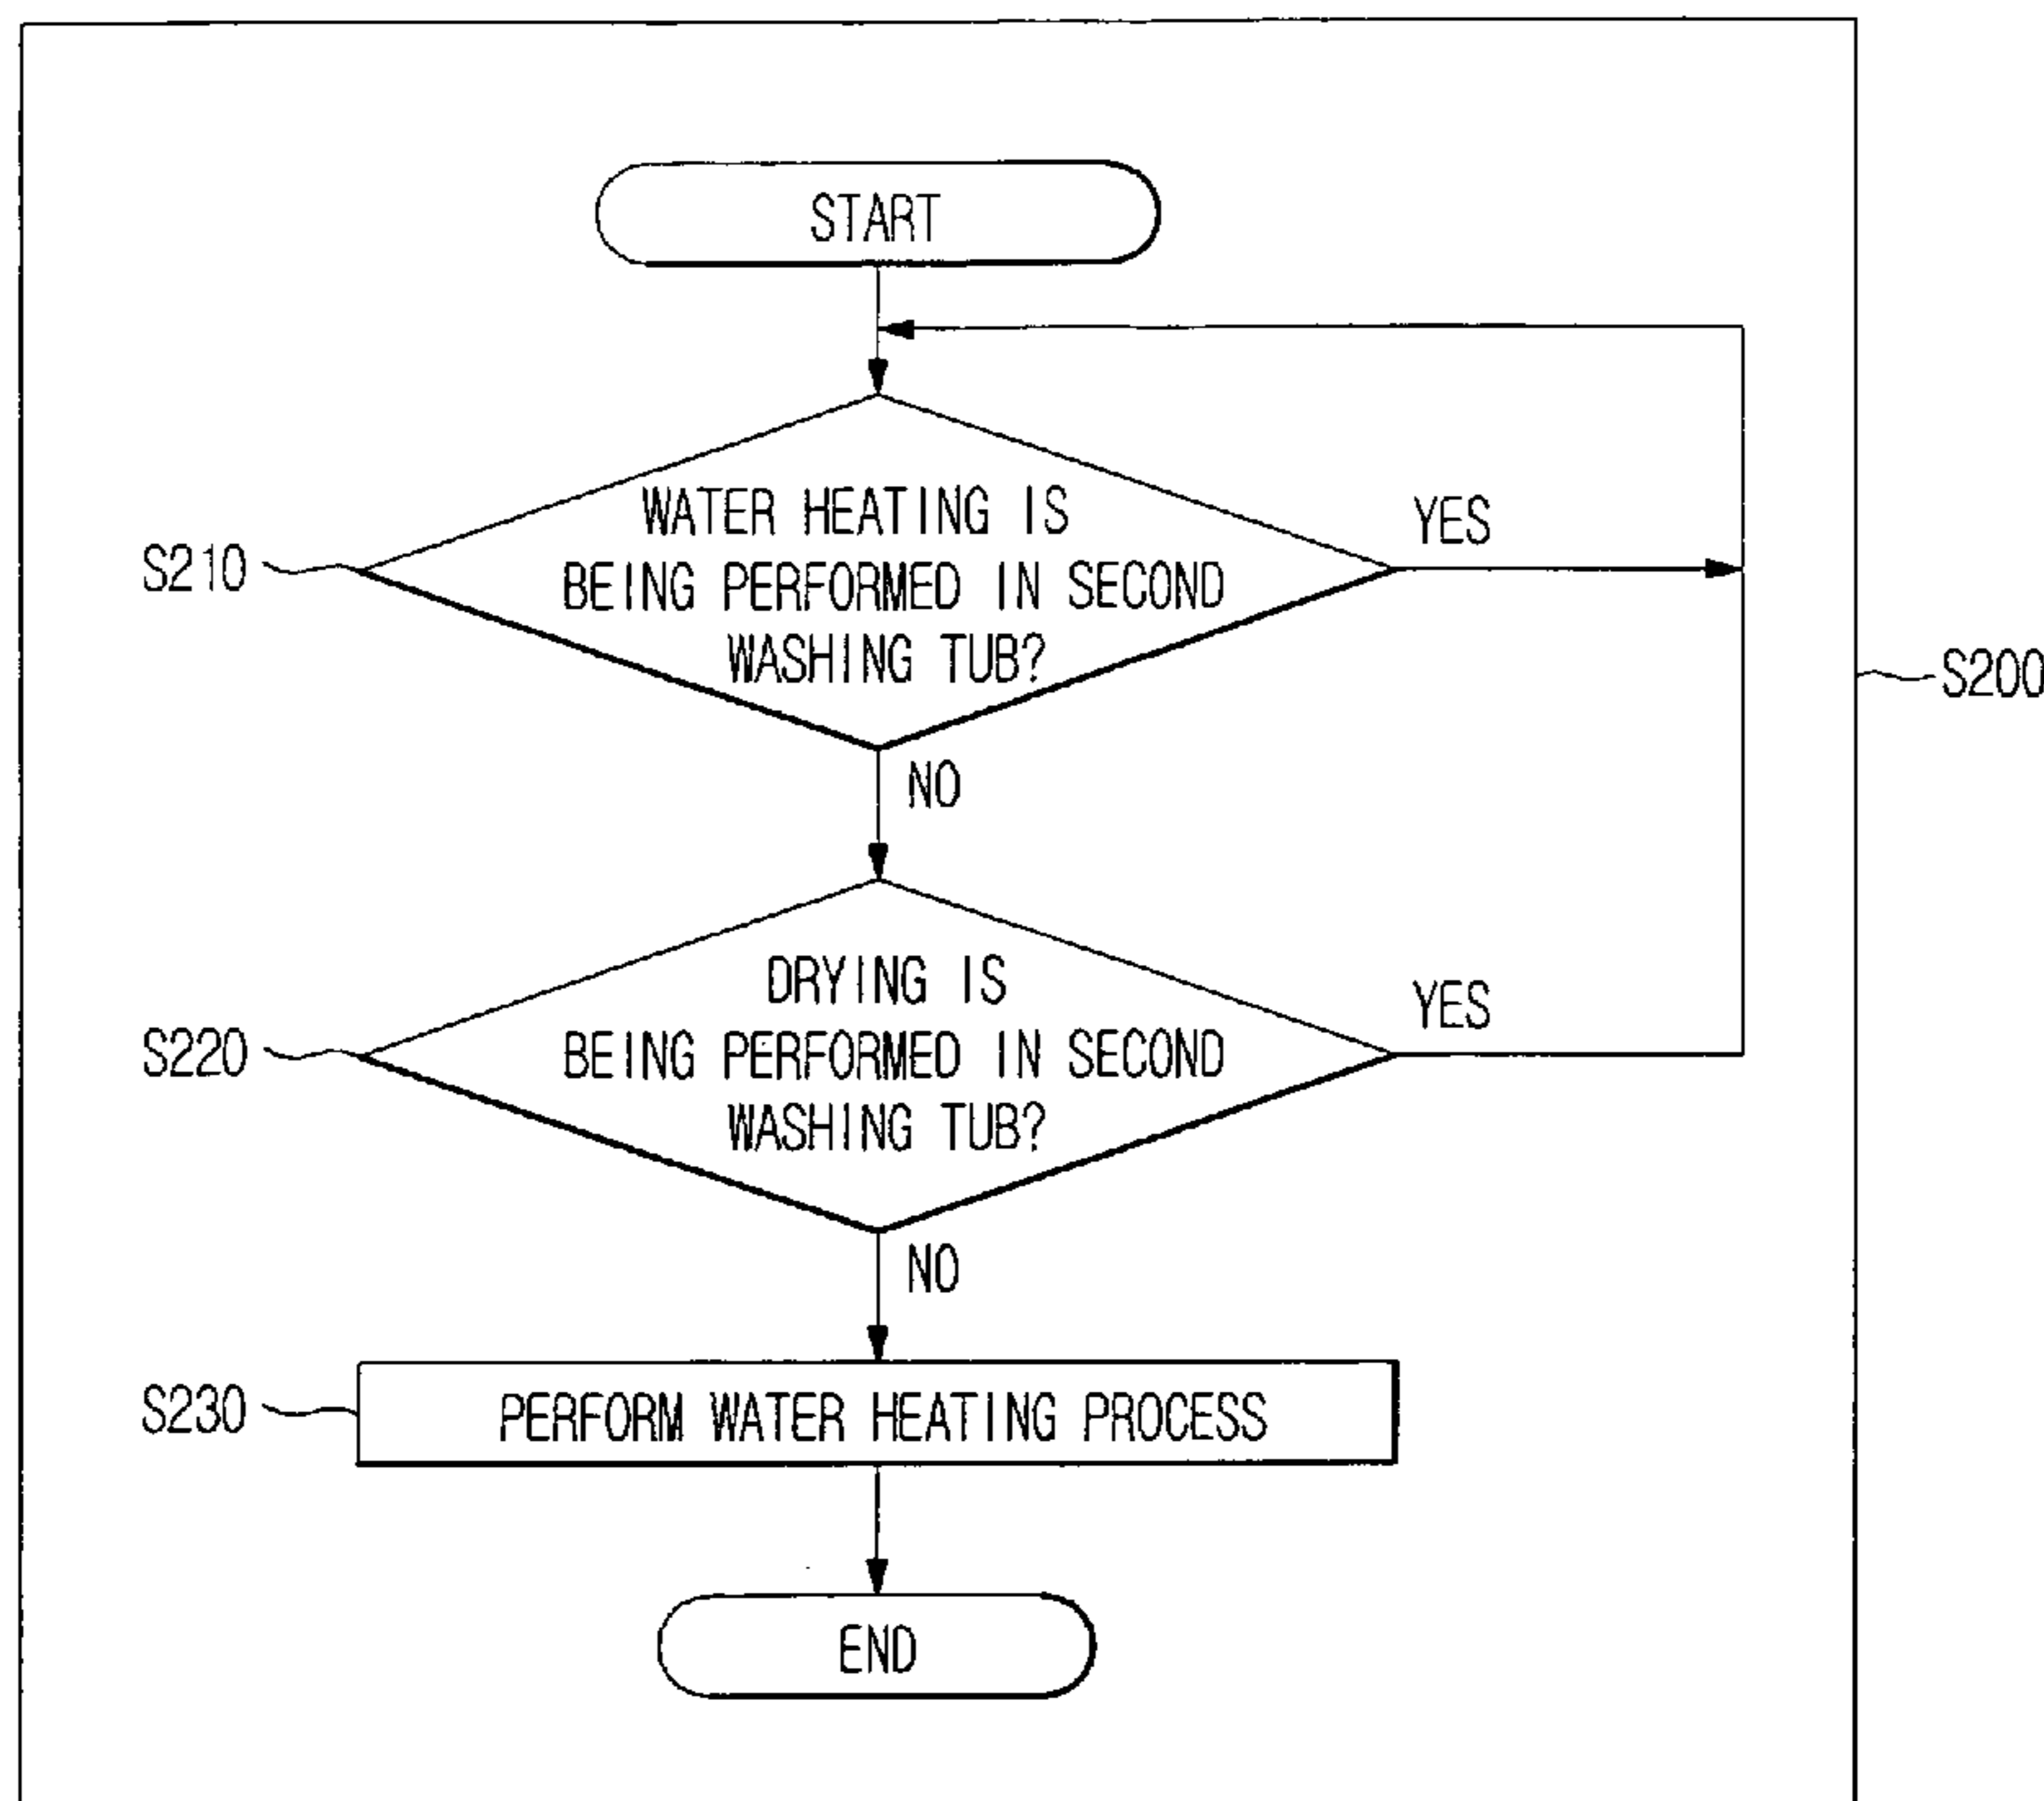 START
WATER HEATING IS
BEING PERFORMED IN SECOND
WASHING TUB?
YES
S210
S200
NO
DRYING IS
BEING PERFORMED IN SECOND
WASHING TUB?
YES
S220
NO
PERFORM WATER HEATING PROCESS
S230
END